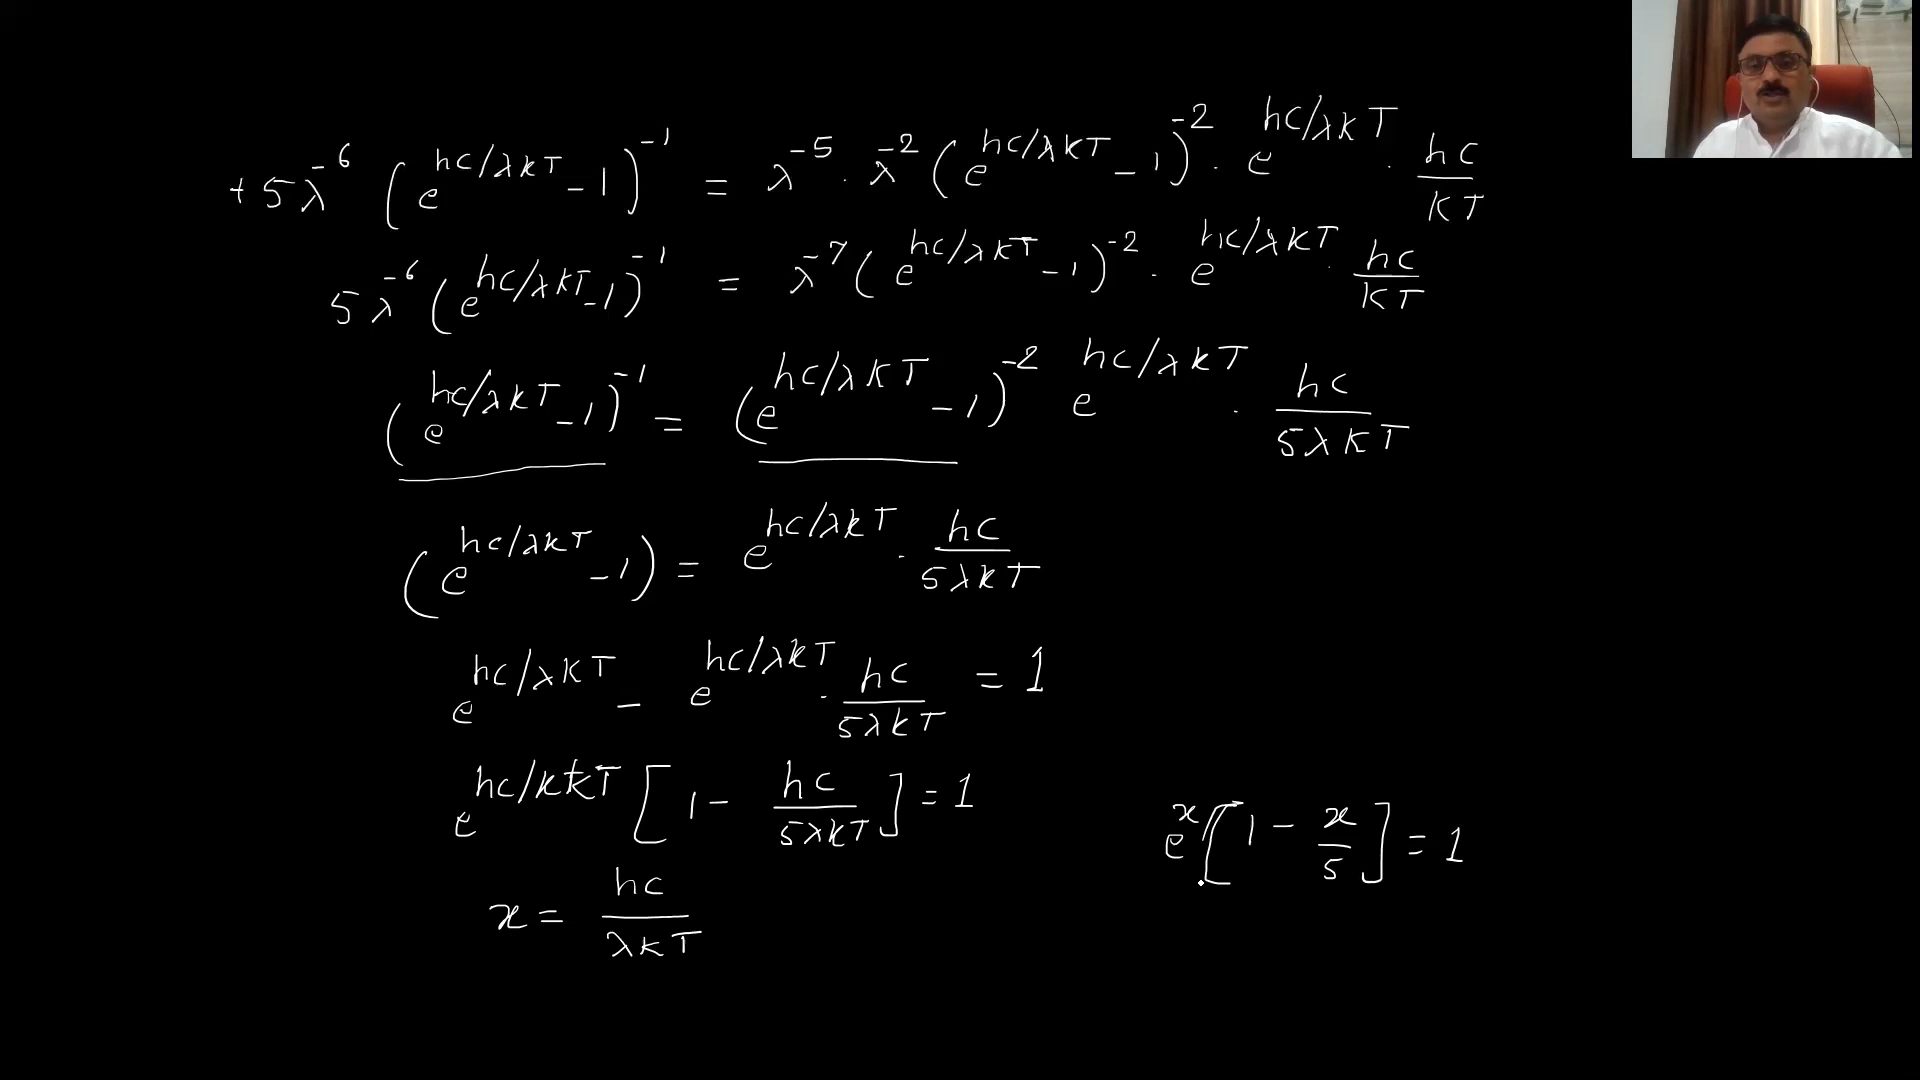 +5λ⁻⁶ (e^{hc/λkT} - 1)⁻¹ = λ⁻⁵ · λ⁻² (e^{hc/λkT} - 1)⁻² · e^{hc/λkT} · hc/kT
5λ⁻⁶ (e^{hc/λkT} - 1)⁻¹ = λ⁻⁷ (e^{hc/λkT} - 1)⁻² · e^{hc/λkT} · hc/kT
(e^{hc/λkT} - 1)⁻¹ = (e^{hc/λkT} - 1)⁻² e^{hc/λkT} · hc/5λkT
(e^{hc/λkT} - 1) = e^{hc/λkT} · hc/5λkT
e^{hc/λkT} - e^{hc/λkT} · hc/5λkT = 1
[1 - hc/5λkT] = 1
e^x [1 - x/5] = 1
x = hc/λkT